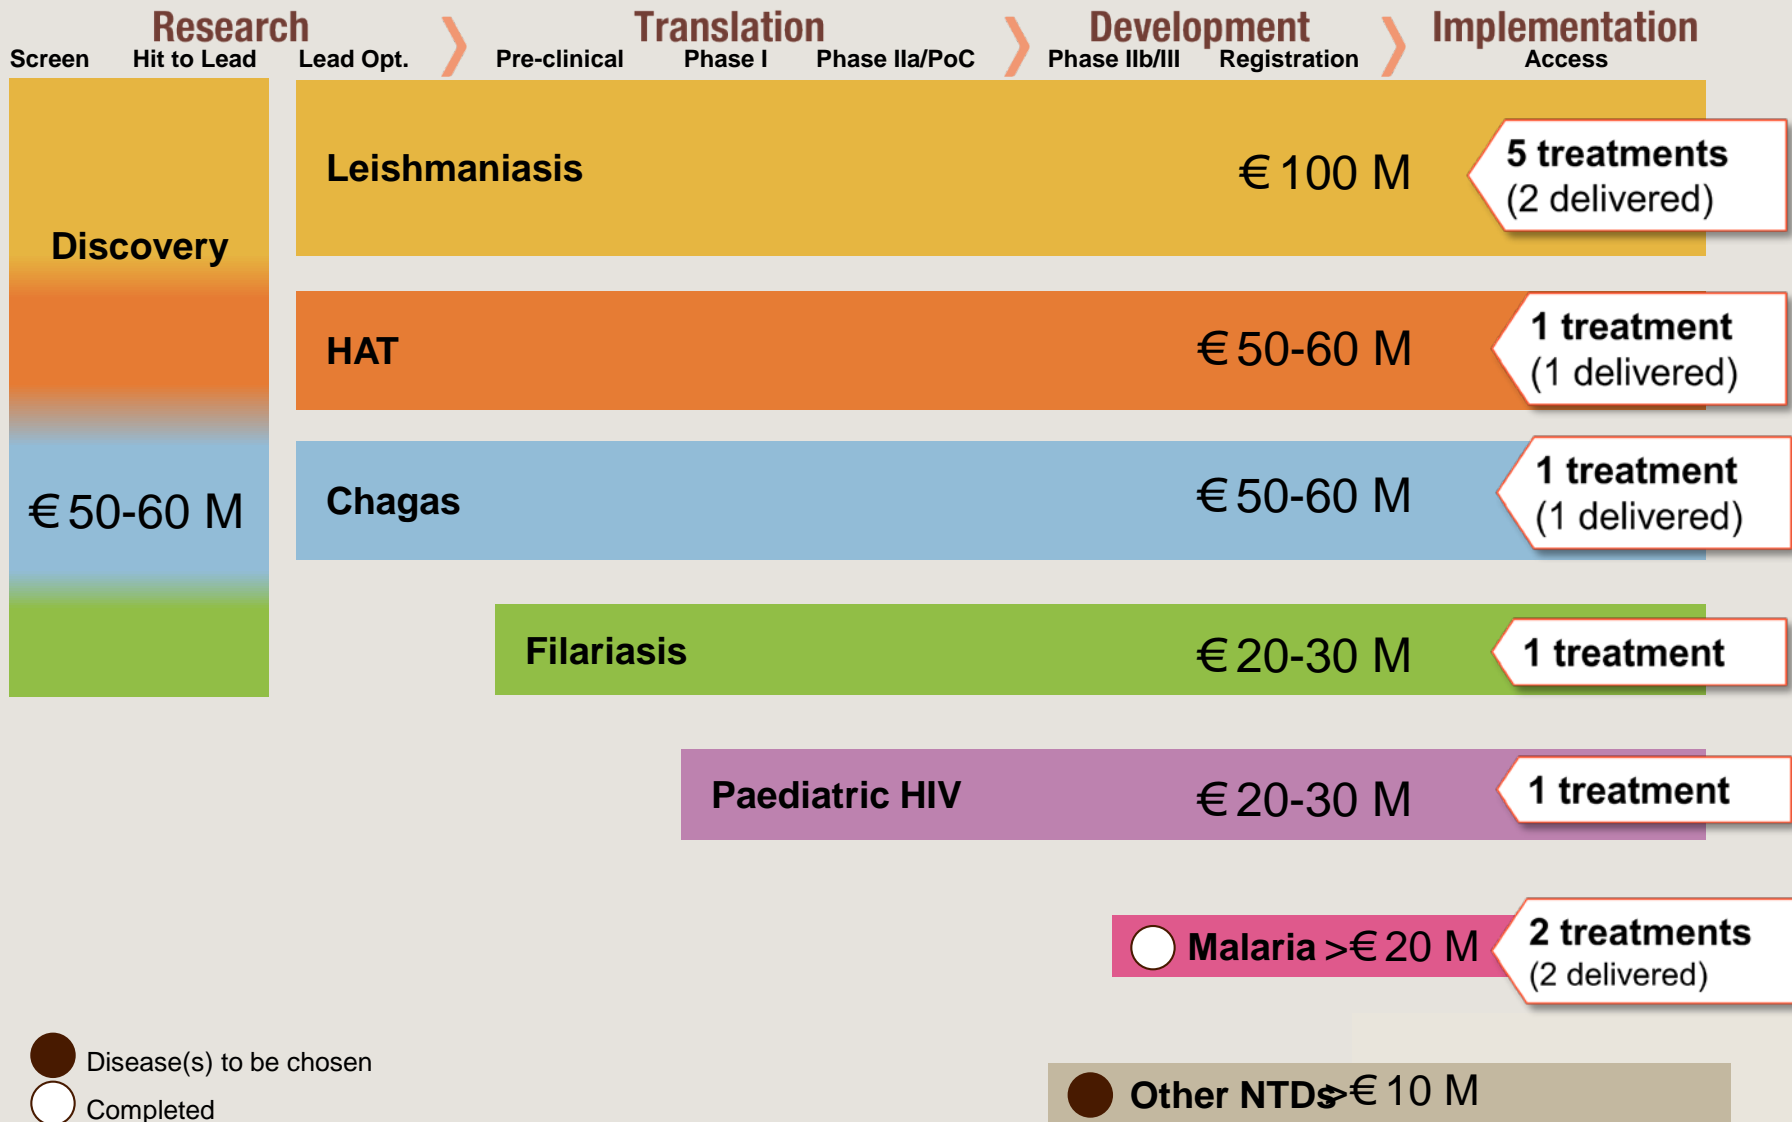 Research Translation Development Implementation
Screen Hit to Lead Lead Opt. Pre-clinical Phase I Phase IIa/PoC Phase IIb/III Registration Access
Discovery
€ 50-60 M
Leishmaniasis € 100 M
5 treatments
(2 delivered)
HAT € 50-60 M
1 treatment
(1 delivered)
Chagas € 50-60 M
1 treatment
(1 delivered)
Filariasis € 20-30 M 1 treatment
Paediatric HIV € 20-30 M 1 treatment
Malaria >€ 20 M
2 treatments
(2 delivered)
Other NTDs >€ 10 M
Disease(s) to be chosen
Completed